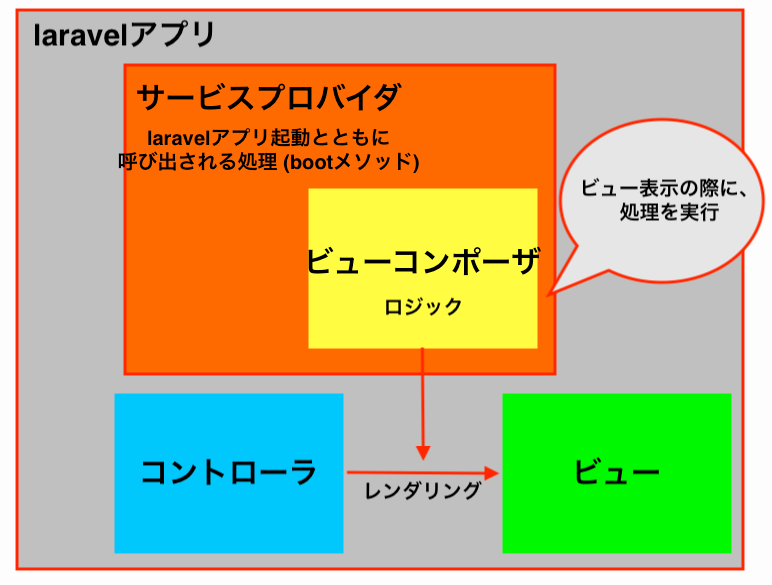 laravelアプリ
サービスプロバイダ
laravelアプリ起動とともに
呼び出される処理 (bootメソッド)
ビュー表示の際に、
処理を実行
ビューコンポーザ
ロジック
コントローラ
レンダリング
ビュー